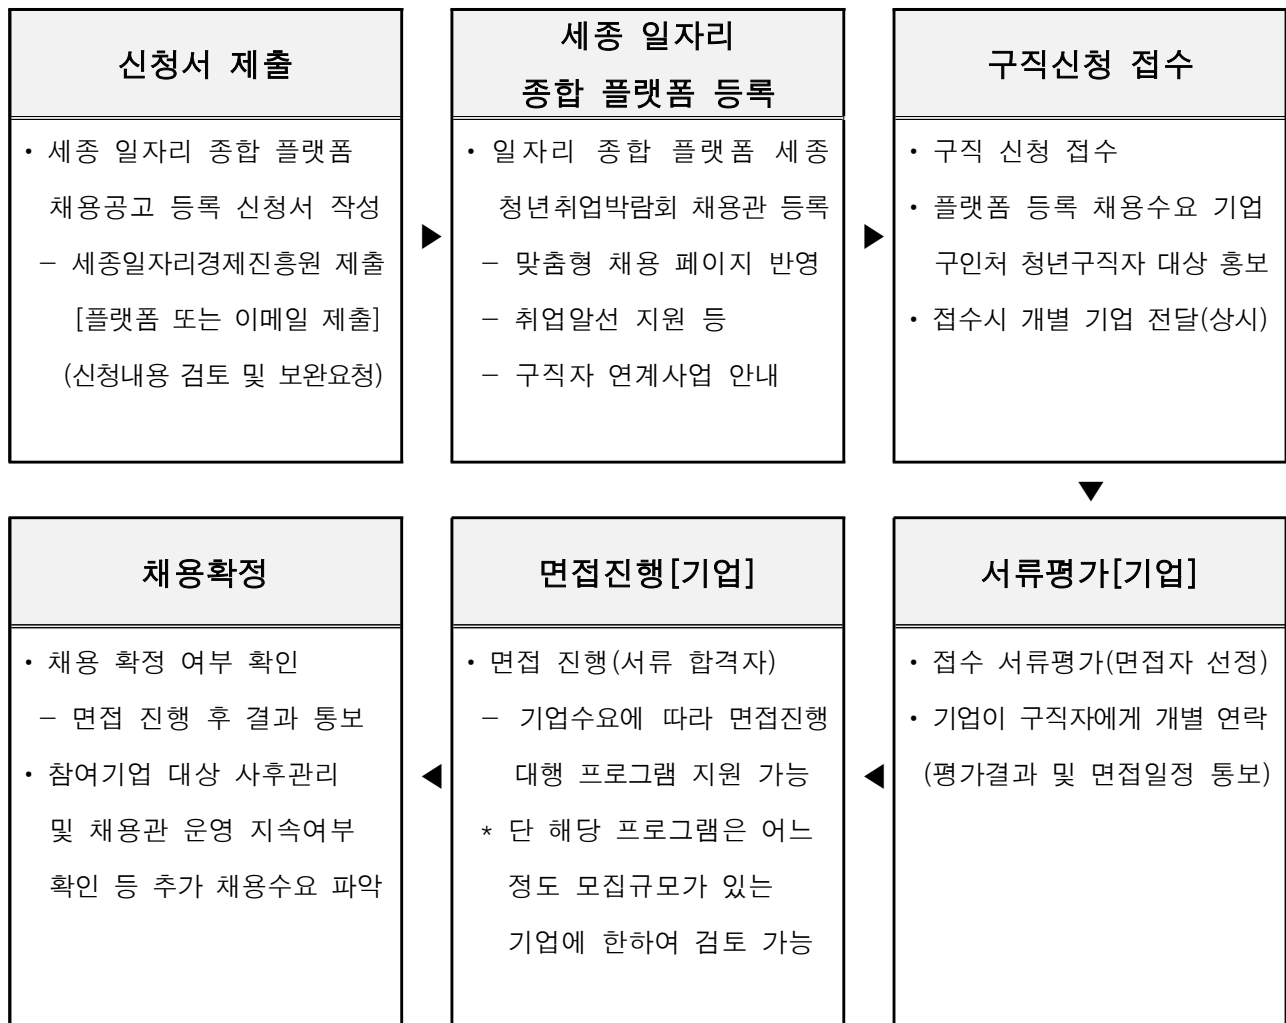 신청서 제출
• 세종 일자리 종합 플랫폼
채용공고 등록 신청서 작성
– 세종일자리경제진흥원 제출
[플랫폼 또는 이메일 제출]
(신청내용 검토 및 보완요청)
▶
세종 일자리
종합 플랫폼 등록
• 일자리 종합 플랫폼 세종
청년취업박람회 채용관 등록
– 맞춤형 채용 페이지 반영
– 취업알선 지원 등
– 구직자 연계사업 안내
▶
구직신청 접수
• 구직 신청 접수
• 플랫폼 등록 채용수요 기업
구인처 청년구직자 대상 홍보
• 접수시 개별 기업 전달(상시)
▼
서류평가[기업]
• 접수 서류평가(면접자 선정)
• 기업이 구직자에게 개별 연락
(평가결과 및 면접일정 통보)
◀
면접진행[기업]
• 면접 진행(서류 합격자)
– 기업수요에 따라 면접진행
대행 프로그램 지원 가능
* 단 해당 프로그램은 어느
정도 모집규모가 있는
기업에 한하여 검토 가능
◀
채용확정
• 채용 확정 여부 확인
– 면접 진행 후 결과 통보
• 참여기업 대상 사후관리
및 채용관 운영 지속여부
확인 등 추가 채용수요 파악